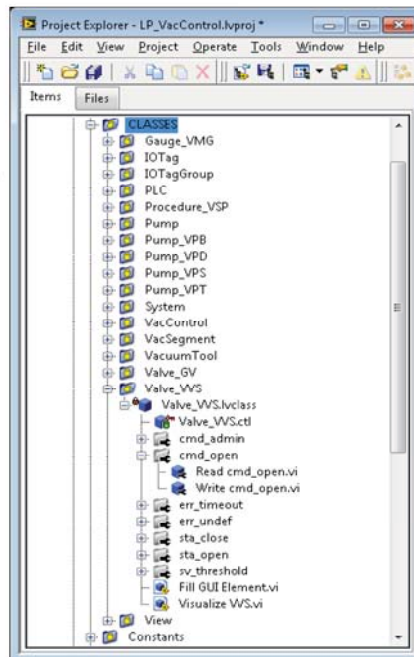 Project Explorer - LP_VacControl.lvproj *
File Edit View Project Operate Tools Window Help
Items Files
CLASSES
Gauge_VMG
IOTag
IOTagGroup
PLC
Procedure_VSP
Pump
Pump_VPB
Pump_VPD
Pump_VPS
Pump_VPT
System
VacControl
VacSegment
VacuumTool
Valve_GV
Valve_VVS
Valve_VVS.lvclass
Valve_VVS.ctl
cmd_admin
cmd_open
Read cmd_open.vi
Write cmd_open.vi
err_timeout
err_undef
sta_close
sta_open
sv_threshold
Fill GUI Element.vi
Visualize VVS.vi
View
Constants